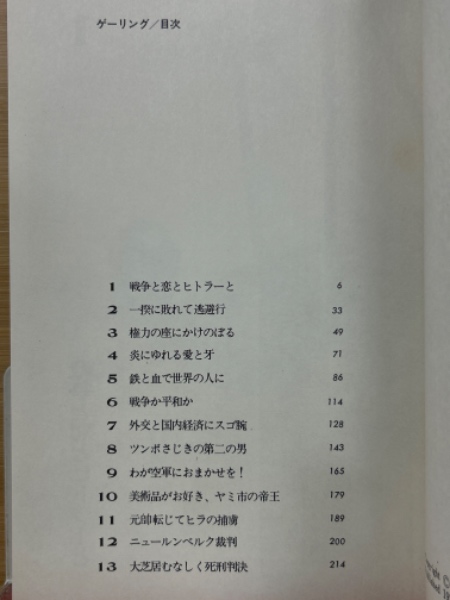 ゲーリング/目次
1 戦争と恋とヒトラーと 6
2 一揆に敗れて逃避行 33
3 権力の座にかけのぼる 49
4 炎にゆれる愛と牙 71
5 鉄と血で世界の人に 86
6 戦争か平和か 114
7 外交と国内経済にスゴ腕 128
8 ツンボさじきの第二の男 143
9 わが空軍におまかせを! 165
10 美術品がお好き、ヤミ市の帝王 179
11 元帥転じてヒラの捕虜 189
12 ニュールンベルク裁判 200
13 大芝居むなしく死刑判決 214